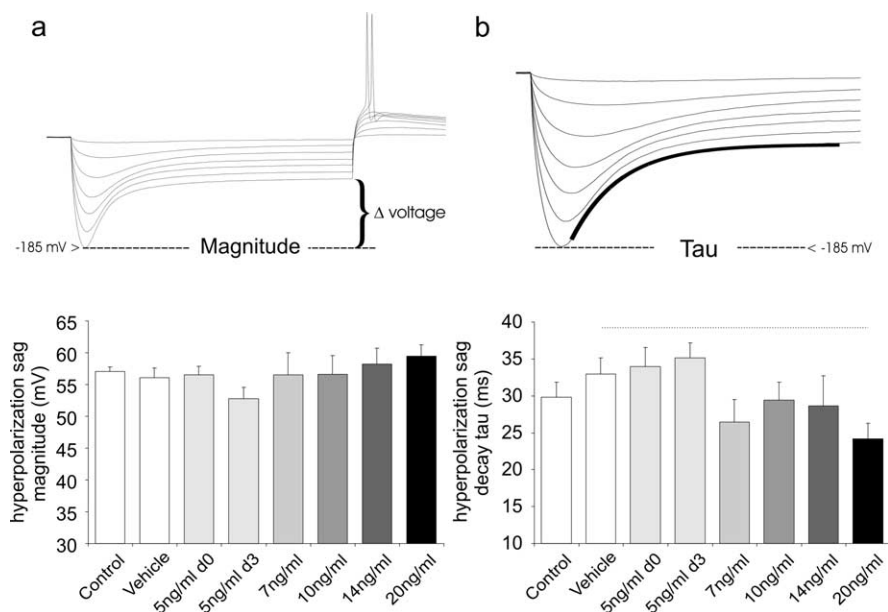 a
Δ voltage
-185 mV >
Magnitude
b
Tau
< -185 mV
hyperpolarization sag
magnitude (mV)
65
60
55
50
45
40
35
30
Control
Vehicle
5ng/ml d0
5ng/ml d3
7ng/ml
10ng/ml
14ng/ml
20ng/ml
hyperpolarization sag
decay tau (ms)
40
35
30
25
20
15
10
Control
Vehicle
5ng/ml d0
5ng/ml d3
7ng/ml
10ng/ml
14ng/ml
20ng/ml